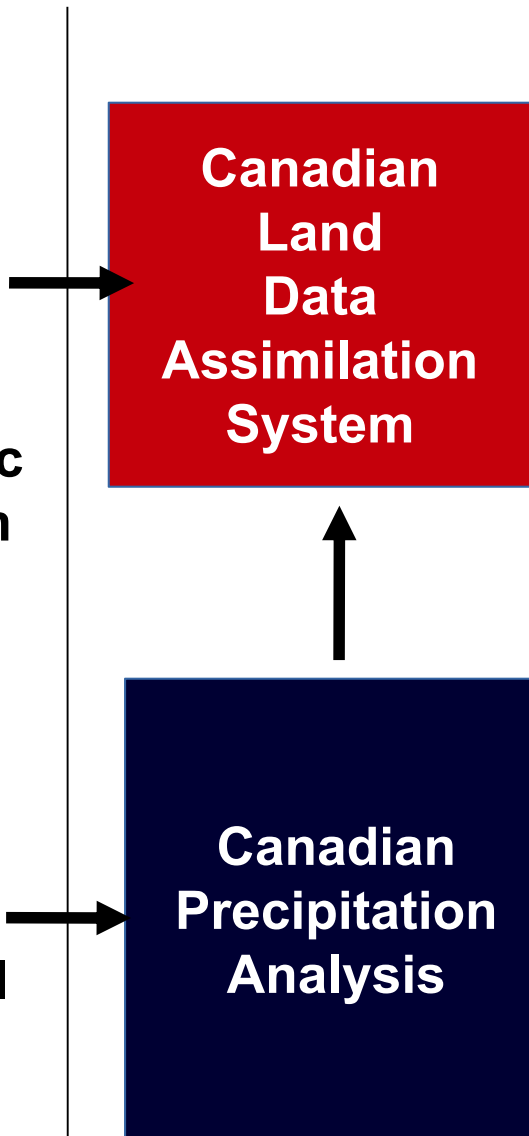 Canadian
Land
Data
Assimilation
System
c
Canadian
Precipitation
Analysis